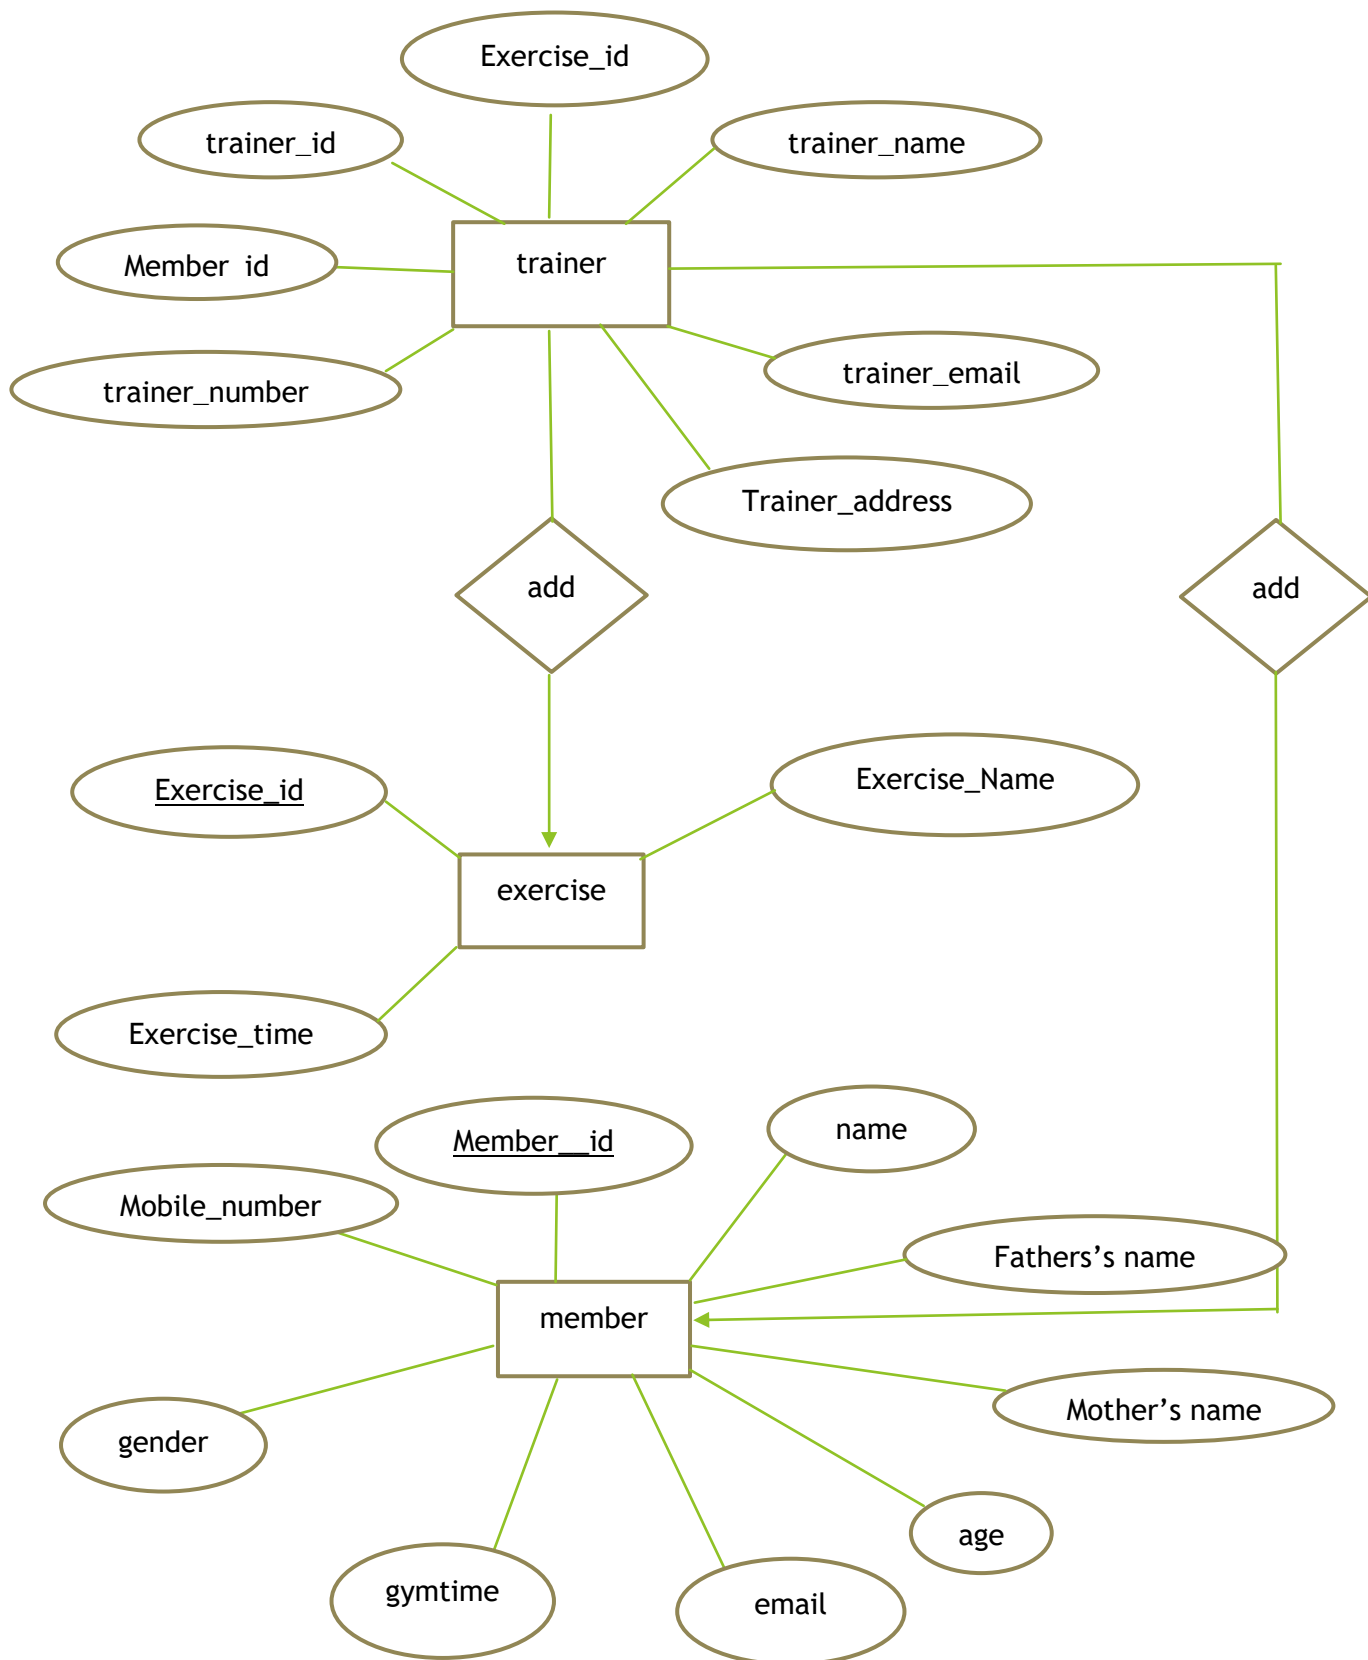 Exercise_id
trainer_id
trainer_name
Member id
trainer
trainer_number
trainer_email
Trainer_address
add
add
Exercise_id
Exercise_Name
exercise
Exercise_time
Member__id
name
Mobile_number
Fathers’s name
member
Mother’s name
gender
age
gymtime
email